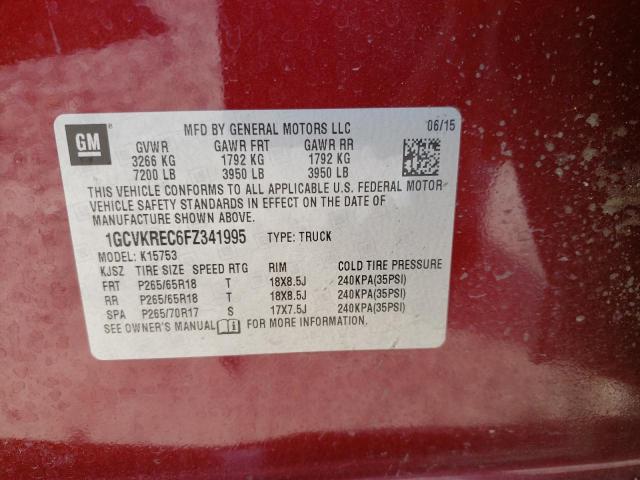 GM
MFD BY GENERAL MOTORS LLC 06/15
GVWR GAWR FRT GAWR RR
3266 KG 1792 KG 1792 KG
7200 LB 3950 LB 3950 LB
THIS VEHICLE CONFORMS TO ALL APPLICABLE U.S. FEDERAL MOTOR
VEHICLE SAFETY STANDARDS IN EFFECT ON THE DATE OF
MANUFACTURE SHOWN ABOVE.
1GCVKREC6FZ341995 TYPE: TRUCK
MODEL: K15753
KJSZ TIRE SIZE SPEED RTG RIM COLD TIRE PRESSURE
FRT P265/65R18 T 18X8.5J 240KPA(35PSI)
RR P265/65R18 T 18X8.5J 240KPA(35PSI)
SPA P265/70R17 S 17X7.5J 240KPA(35PSI)
SEE OWNER'S MANUAL FOR MORE INFORMATION.